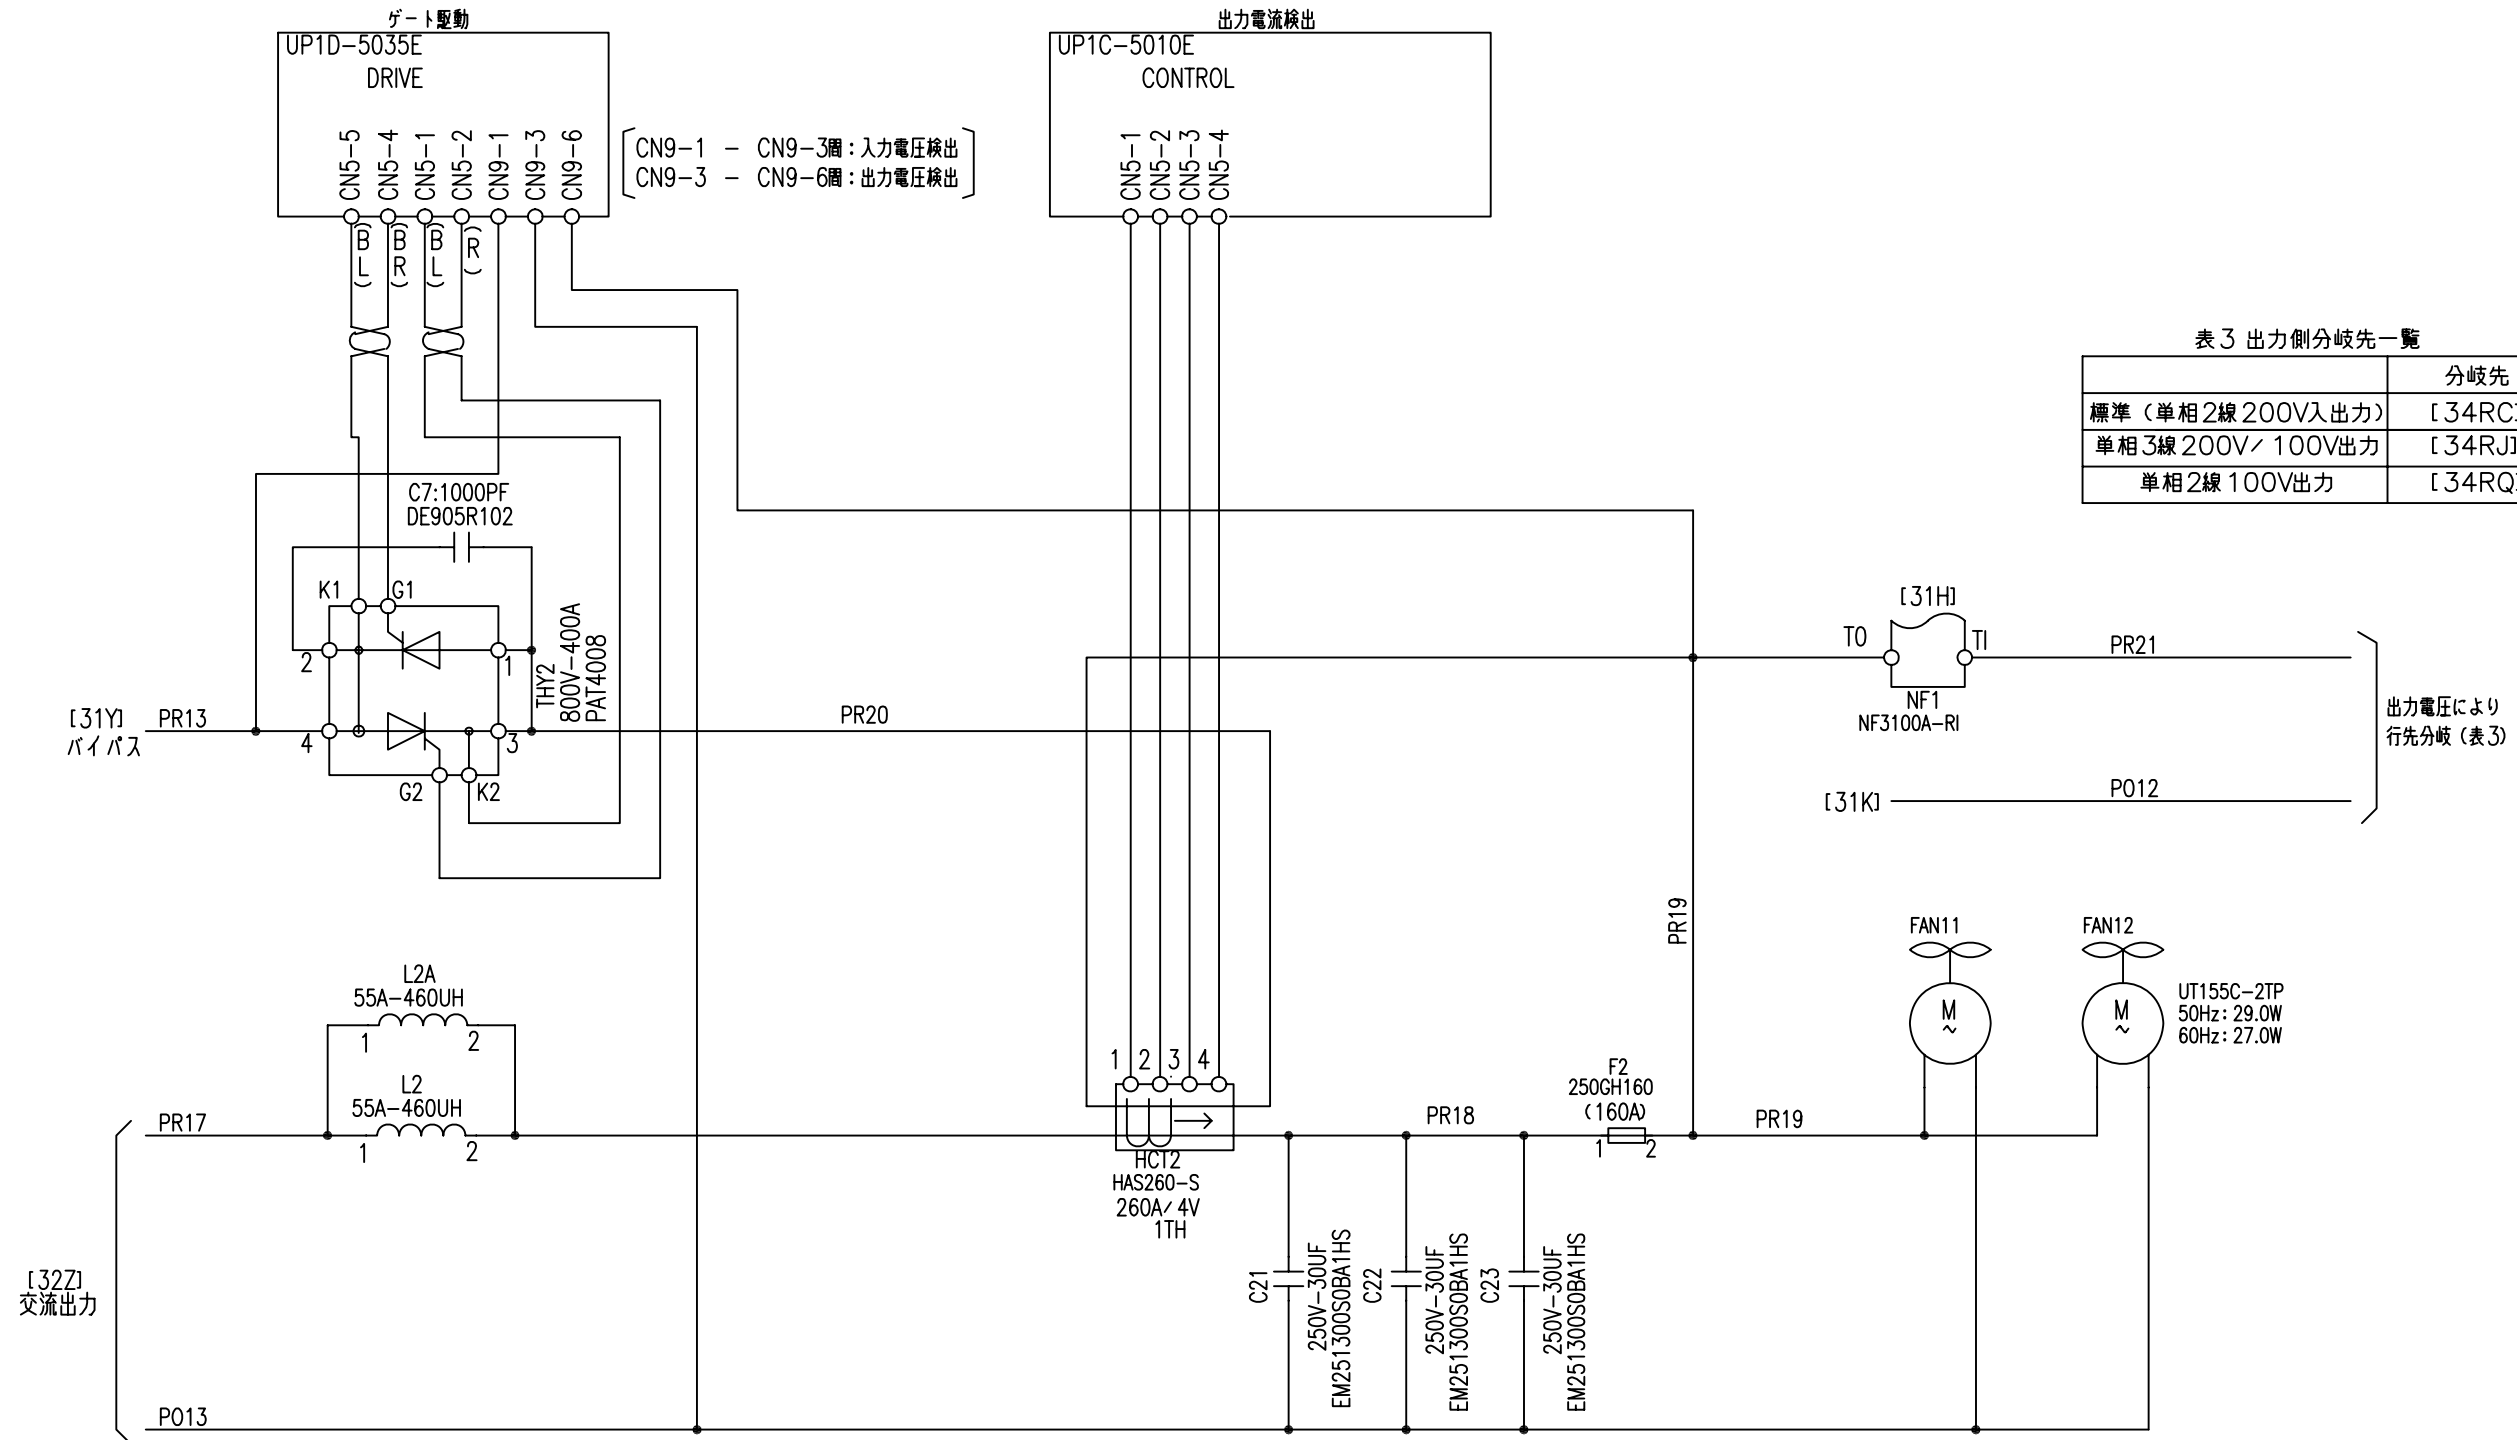 ゲート駆動
UP1D-5035E
DRIVE
CN5-5
CN5-4
CN5-1
CN5-2
CN9-1
CN9-3
CN9-6
(BL)
(BR)
(BL)
(R)
CN9-1 - CN9-3間:入力電圧検出
CN9-3 - CN9-6間:出力電圧検出
出力電流検出
UP1C-5010E
CONTROL
CN5-1
CN5-2
CN5-3
CN5-4
表3 出力側分岐先一覧
分岐先
標準(単相2線200V入出力) [34RC]
単相3線200V/100V出力 [34RJ]
単相2線100V出力 [34RQ]
C7:1000PF
DE905R102
K1
G1
2
1
4
3
G2
K2
THY2
800V-400A
PAT4008
[31Y]
バイパス
PR13
PR20
[31H]
T0
TI
NF1
NF3100A-RI
PR21
[31K]
PO12
出力電圧により
行先分岐(表3)
PR19
L2A
55A-460UH
1
2
L2
55A-460UH
1
2
PR17
1 2 3 4
HCT2
HAS260-S
260A/4V
1TH
PR18
F2
250GH160
(160A)
1
2
PR19
FAN11
M
~
FAN12
M
~
UT155C-2TP
50Hz:29.0W
60Hz:27.0W
C21
250V-30UF
EM251300S0BA1HS
C22
250V-30UF
EM251300S0BA1HS
C23
250V-30UF
EM251300S0BA1HS
[32Z]
交流出力
PO13